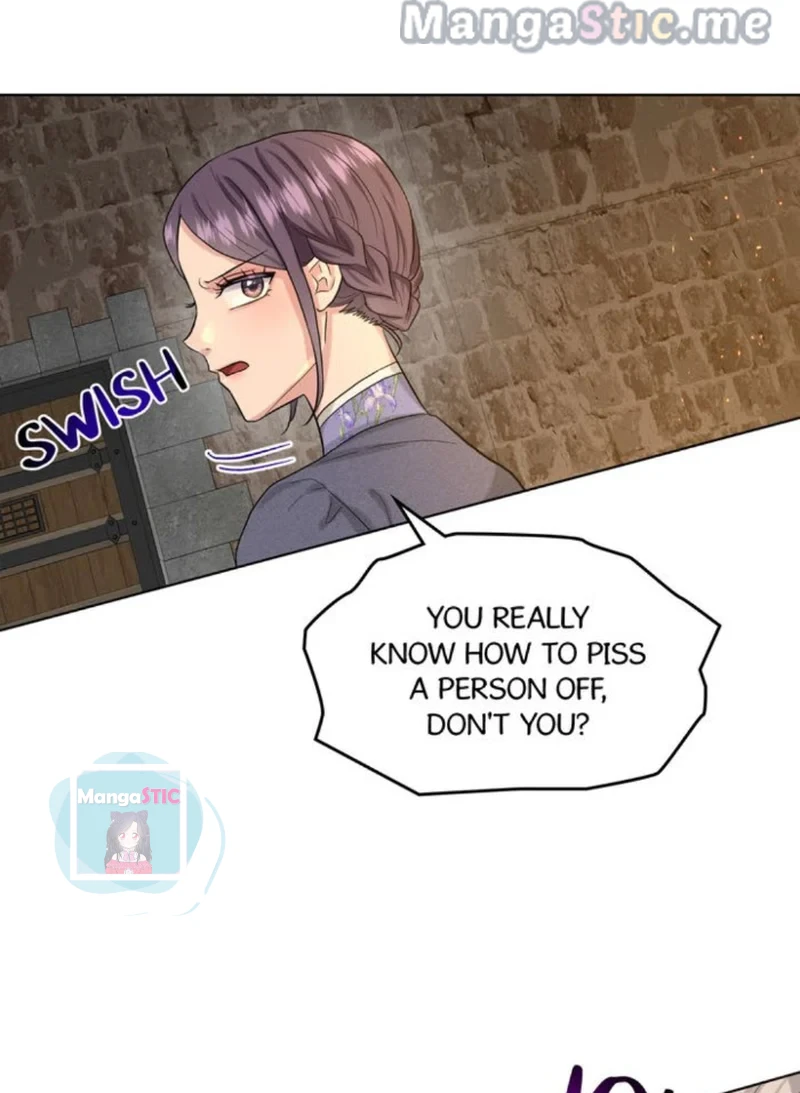 MangaStic.me
SWISH
YOU REALLY
KNOW HOW TO PISS
A PERSON OFF,
DON'T YOU?
MangaSTIC